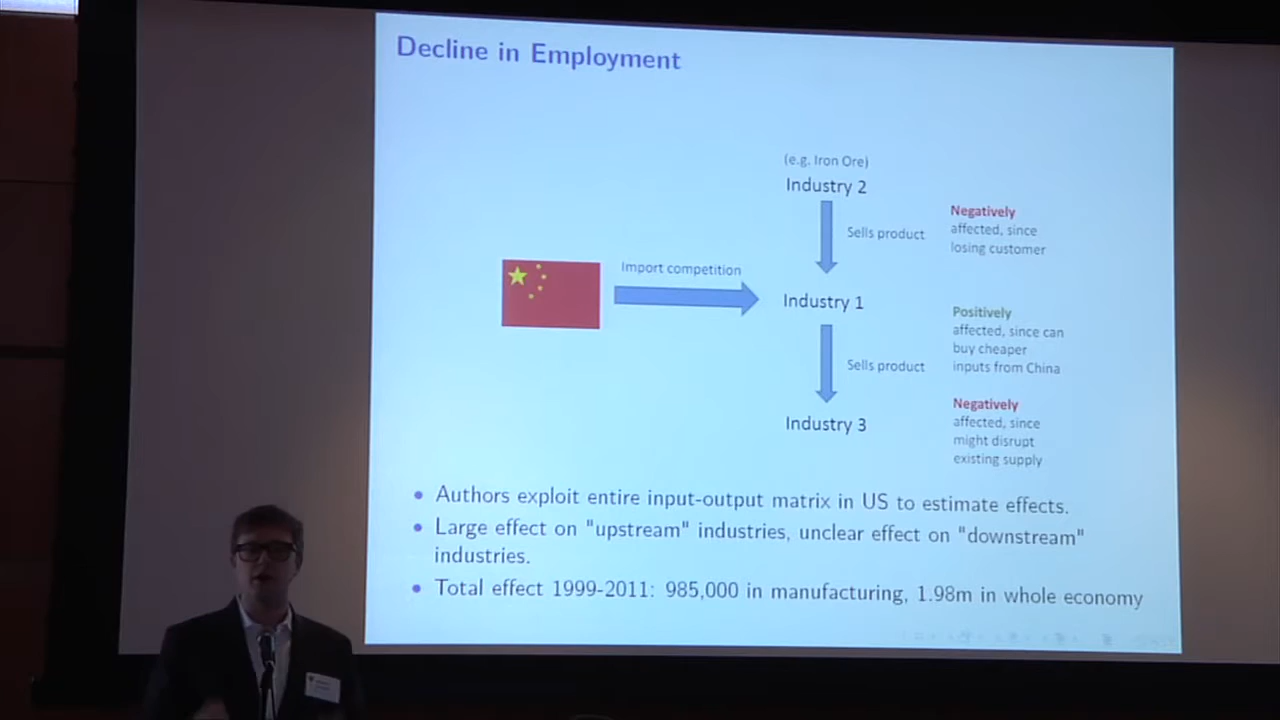 Decline in Employment
(e.g. Iron Ore)
Industry 2
Sells product
Negatively
affected, since
losing customer
Import competition
Industry 1
Positively
affected, since can
buy cheaper
inputs from China
Sells product
Negatively
affected, since
might disrupt
existing supply
Industry 3
• Authors exploit entire input-output matrix in US to estimate effects.
• Large effect on "upstream" industries, unclear effect on "downstream"
industries.
• Total effect 1999-2011: 985,000 in manufacturing, 1.98m in whole economy